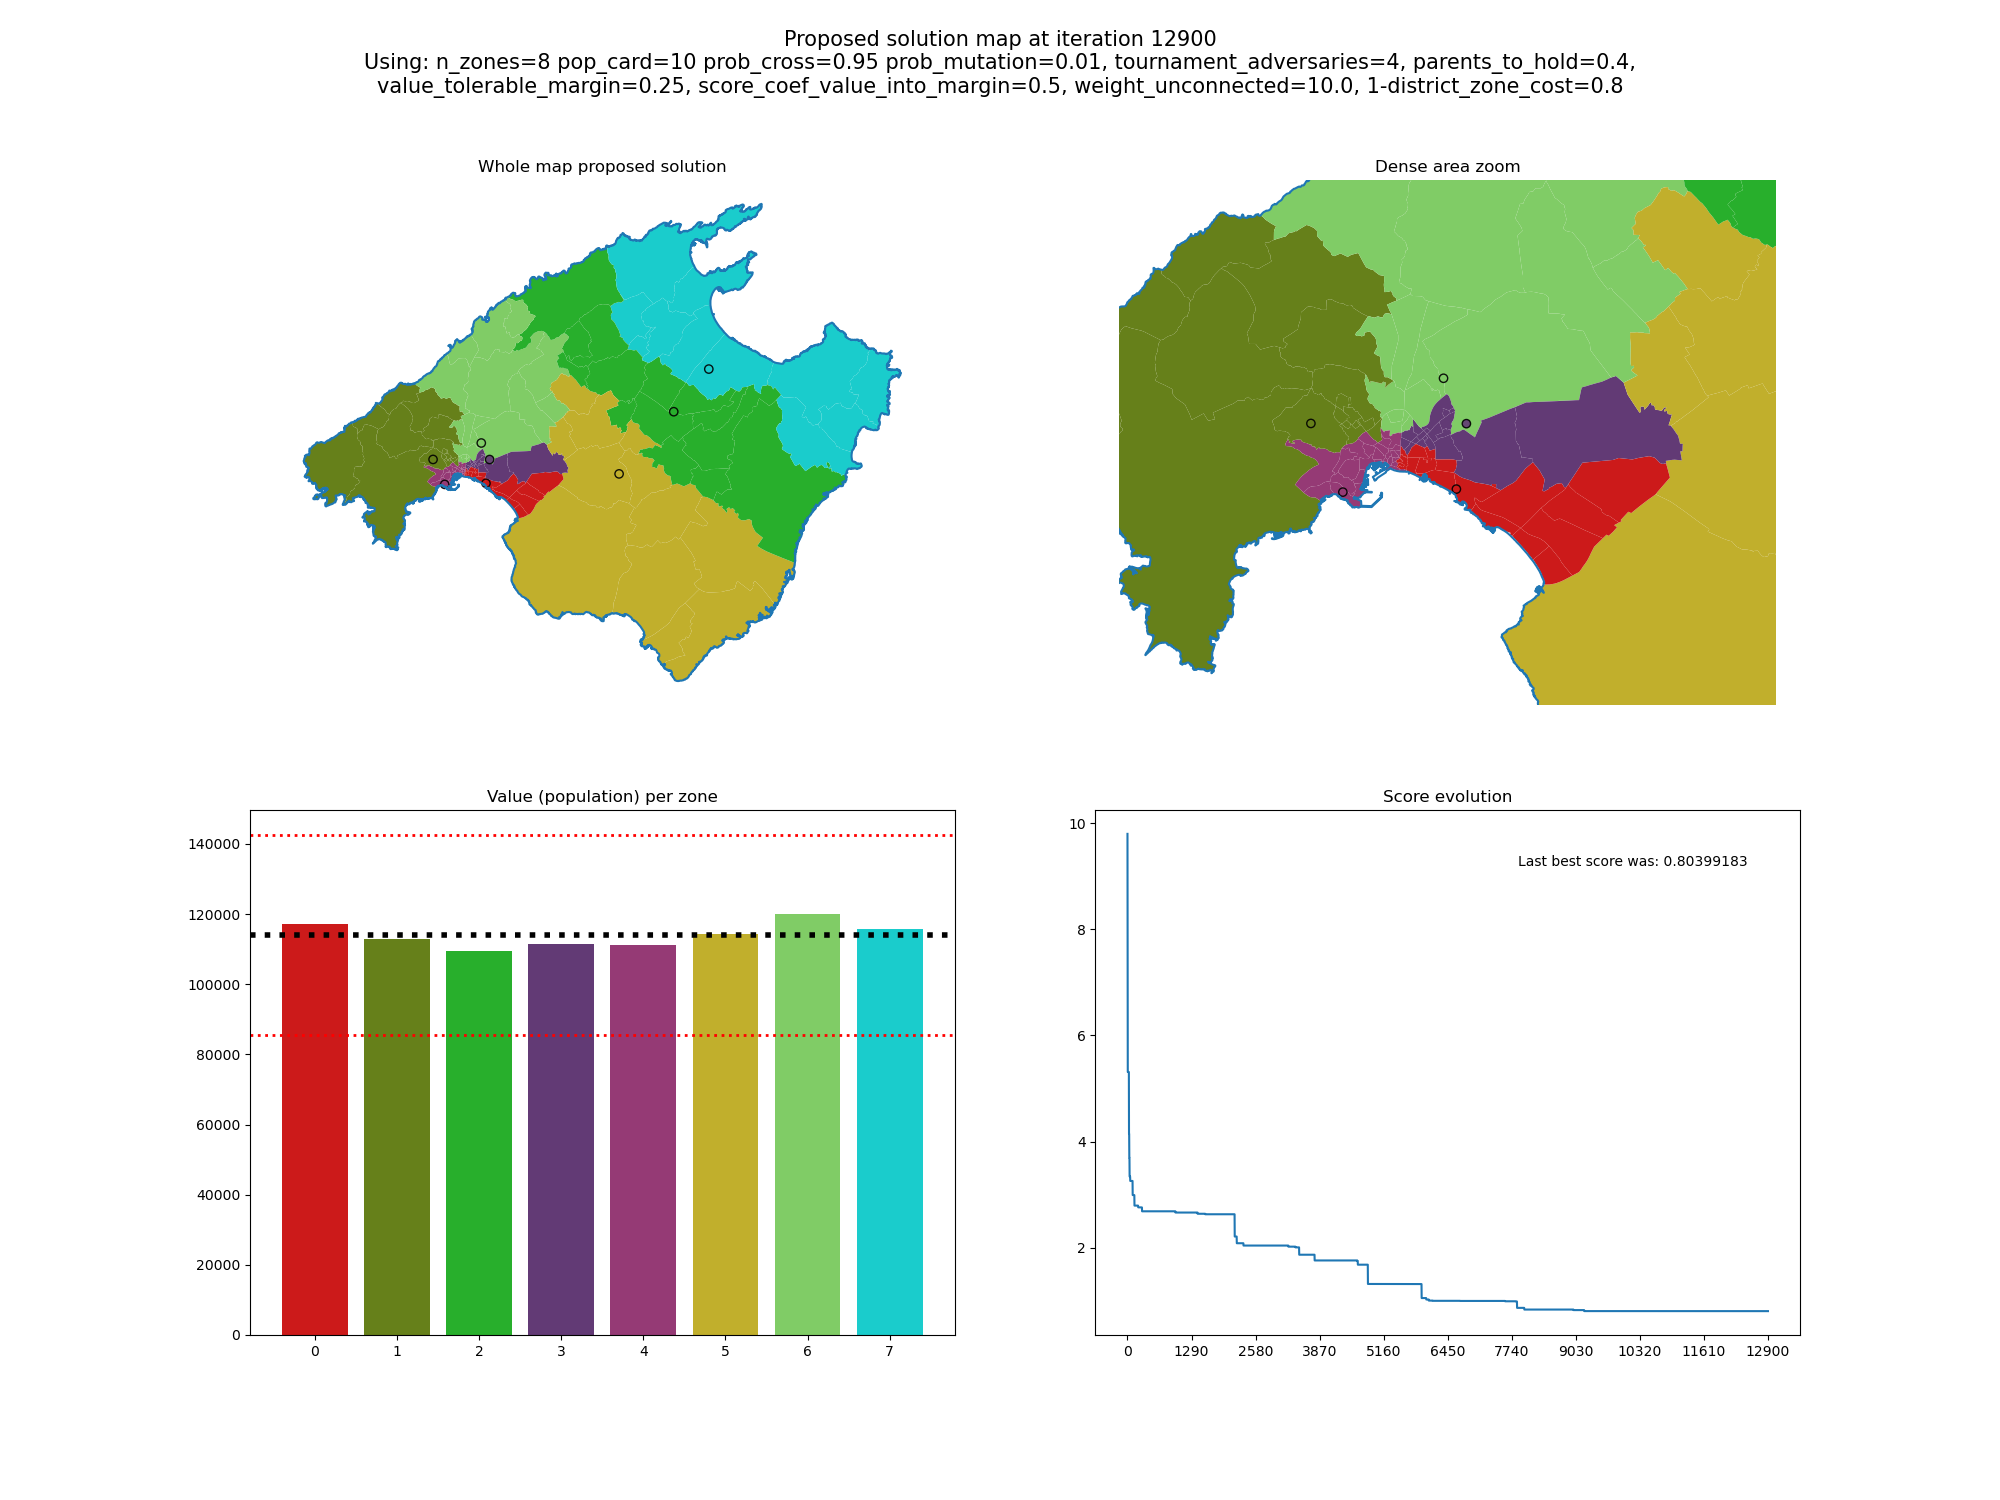 Proposed solution map at iteration 12900
Using: n_zones=8 pop_card=10 prob_cross=0.95 prob_mutation=0.01, tournament_adversaries=4, parents_to_hold=0.4,
value_tolerable_margin=0.25, score_coef_value_into_margin=0.5, weight_unconnected=10.0, 1-district_zone_cost=0.8
Whole map proposed solution
Dense area zoom
Value (population) per zone
140000
120000
100000
80000
60000
40000
20000
0
0 1 2 3 4 5 6 7
Score evolution
Last best score was: 0.80399183
10
8
6
4
2
0 1290 2580 3870 5160 6450 7740 9030 10320 11610 12900